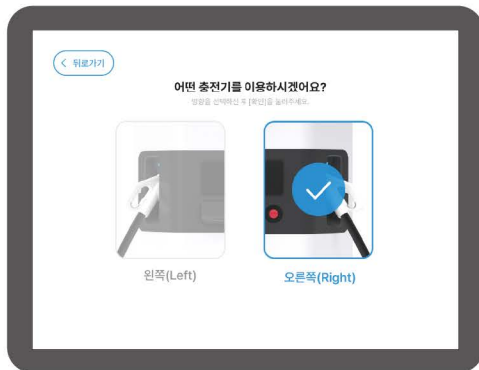 < 뒤로가기
어떤 충전기를 이용하시겠어요?
방향을 선택하신 후 [확인]을 눌러주세요.
왼쪽(Left)
오른쪽(Right)